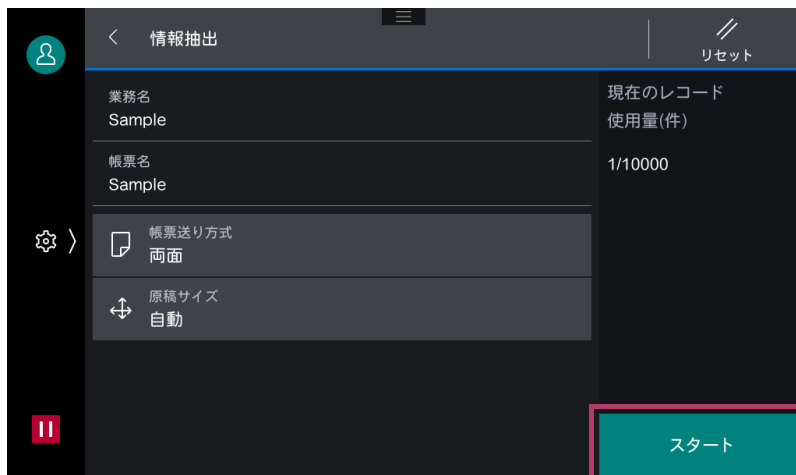 情報抽出
リセット
業務名
Sample
帳票名
Sample
帳票送り方式
両面
原稿サイズ
自動
現在のレコード
使用量(件)
1/10000
スタート